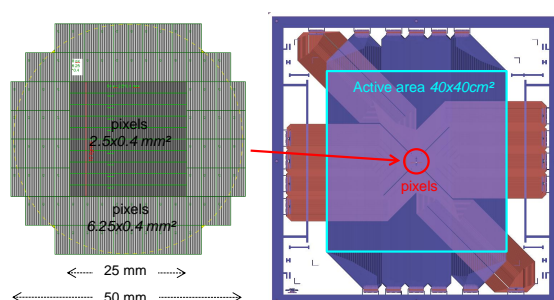 pixels
2.5x0.4 mm²
pixels
6.25x0.4 mm²
25 mm
50 mm
Active area 40x40cm²
pixels